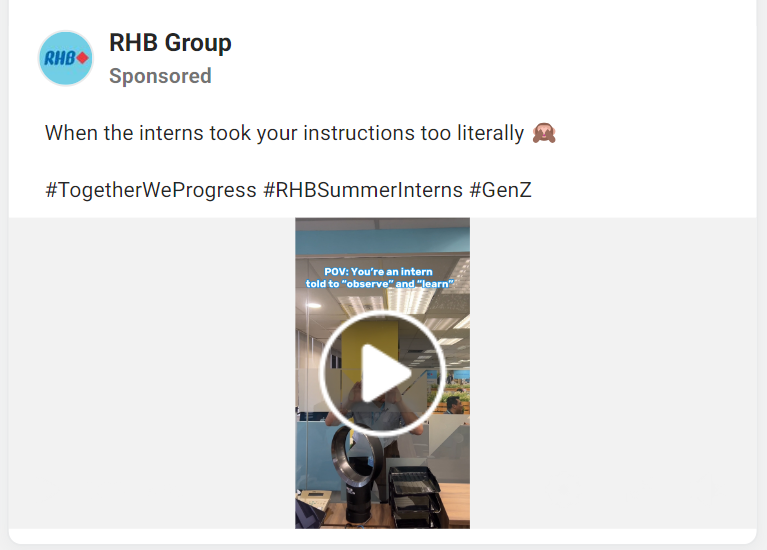 RHB
RHB Group
Sponsored
When the interns took your instructions too literally 🙈
#TogetherWeProgress #RHBSummerInterns #GenZ
POV: You're an intern
told to "observe" and "learn"